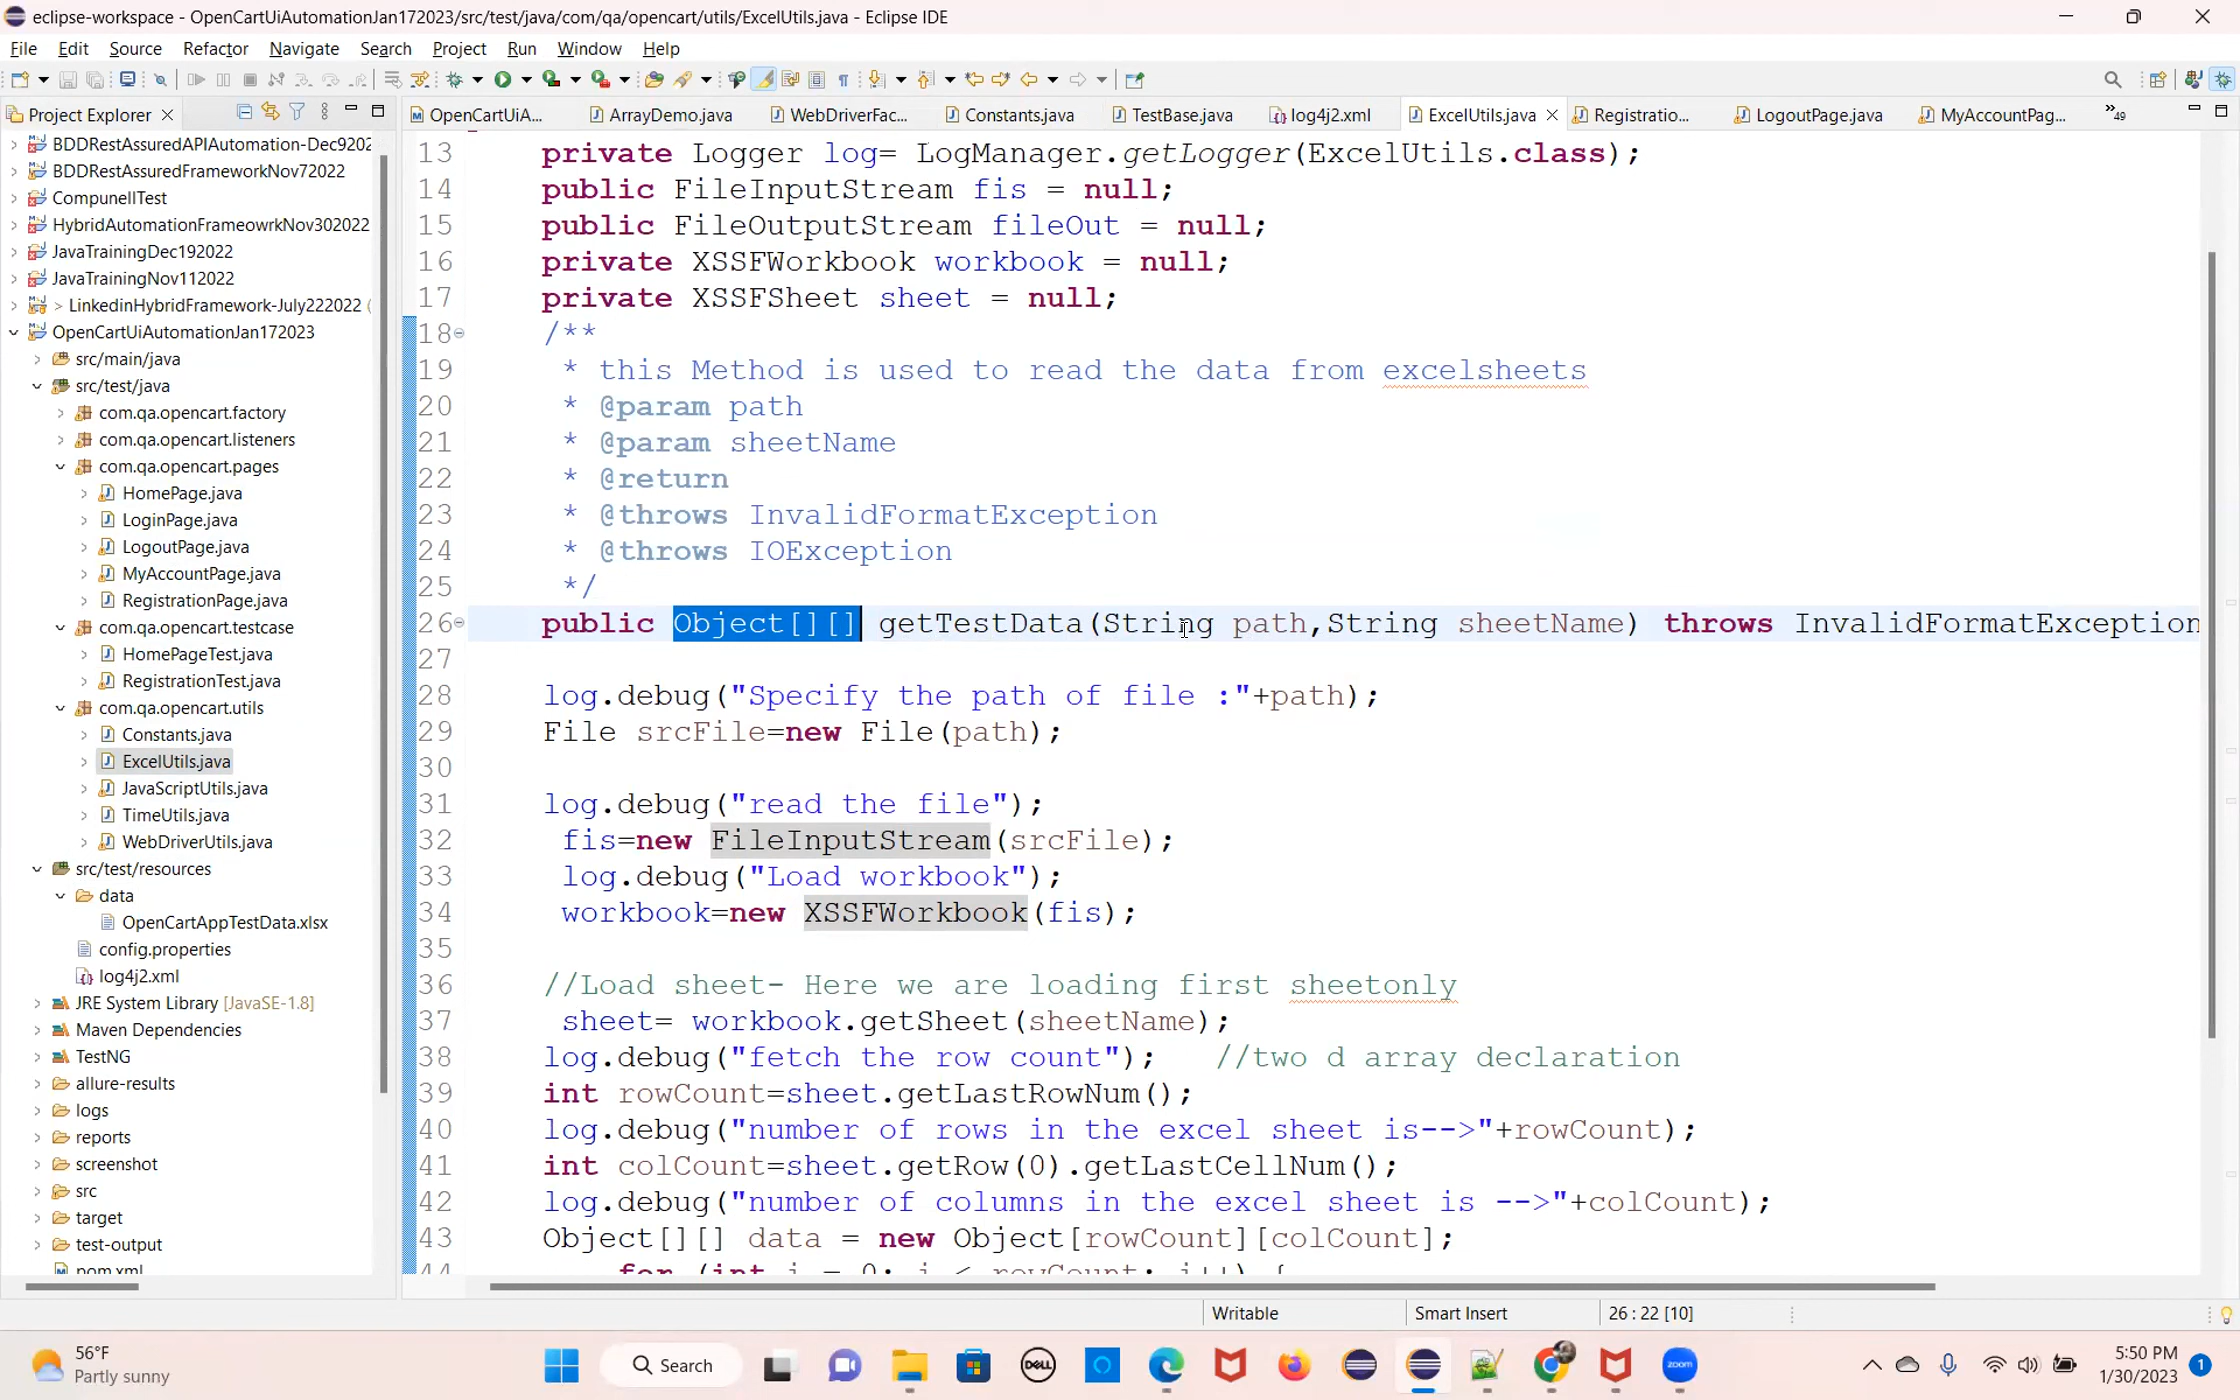 eclipse-workspace - OpenCartUiAutomationJan172023/src/test/java/com/qa/opencart/utils/ExcelUtils.java - Eclipse IDE
File Edit Source Refactor Navigate Search Project Run Window Help
Project Explorer
OpenCartUiA... ArrayDemo.java WebDriverFac... Constants.java TestBase.java log4j2.xml ExcelUtils.java Registratio... LogoutPage.java MyAccountPag... »49
BDDRestAssuredAPIAutomation-Dec9202
BDDRestAssuredFrameworkNov72022
CompunellTest
HybridAutomationFrameowrkNov302022
JavaTrainingDec192022
JavaTrainingNov112022
> LinkedinHybridFramework-July222022 (
OpenCartUiAutomationJan172023
src/main/java
src/test/java
com.qa.opencart.factory
com.qa.opencart.listeners
com.qa.opencart.pages
HomePage.java
LoginPage.java
LogoutPage.java
MyAccountPage.java
RegistrationPage.java
com.qa.opencart.testcase
HomePageTest.java
RegistrationTest.java
com.qa.opencart.utils
Constants.java
ExcelUtils.java
JavaScriptUtils.java
TimeUtils.java
WebDriverUtils.java
src/test/resources
data
OpenCartAppTestData.xlsx
config.properties
log4j2.xml
JRE System Library [JavaSE-1.8]
Maven Dependencies
TestNG
allure-results
logs
reports
screenshot
src
target
test-output
pom.xml
13 private Logger log= LogManager.getLogger(ExcelUtils.class);
14 public FileInputStream fis = null;
15 public FileOutputStream fileOut = null;
16 private XSSFWorkbook workbook = null;
17 private XSSFSheet sheet = null;
18 /**
19 * this Method is used to read the data from excelsheets
20 * @param path
21 * @param sheetName
22 * @return
23 * @throws InvalidFormatException
24 * @throws IOException
25 */
26 public Object[][] getTestData(String path,String sheetName) throws InvalidFormatException
27
28 log.debug("Specify the path of file :"+path);
29 File srcFile=new File(path);
30
31 log.debug("read the file");
32 fis=new FileInputStream(srcFile);
33 log.debug("Load workbook");
34 workbook=new XSSFWorkbook(fis);
35
36 //Load sheet- Here we are loading first sheetonly
37 sheet= workbook.getSheet(sheetName);
38 log.debug("fetch the row count"); //two d array declaration
39 int rowCount=sheet.getLastRowNum();
40 log.debug("number of rows in the excel sheet is-->"+rowCount);
41 int colCount=sheet.getRow(0).getLastCellNum();
42 log.debug("number of columns in the excel sheet is -->"+colCount);
43 Object[][] data = new Object[rowCount][colCount];
44 for (int i = 0; i < rowCount; i++) {
Writable Smart Insert 26 : 22 [10]
56°F
Partly sunny
Search
DELL
zoom
5:50 PM
1/30/2023
1